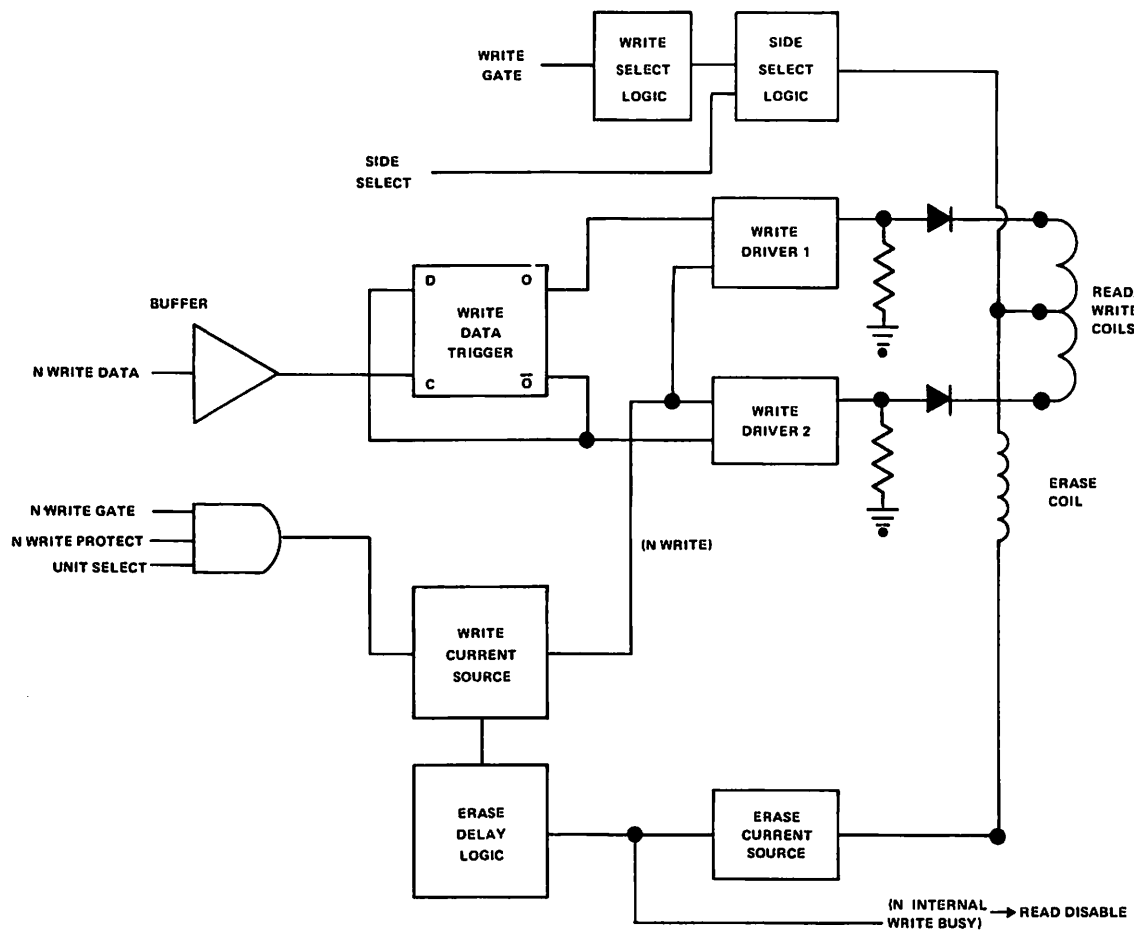 WRITE
GATE
WRITE
SELECT
LOGIC
SIDE
SELECT
LOGIC
SIDE
SELECT
BUFFER
N WRITE DATA
D O
WRITE
DATA
TRIGGER
C O
WRITE
DRIVER 1
WRITE
DRIVER 2
READ/
WRITE
COILS
ERASE
COIL
N WRITE GATE
N WRITE PROTECT
UNIT SELECT
(N WRITE)
WRITE
CURRENT
SOURCE
ERASE
DELAY
LOGIC
ERASE
CURRENT
SOURCE
(N INTERNAL
WRITE BUSY)
READ DISABLE